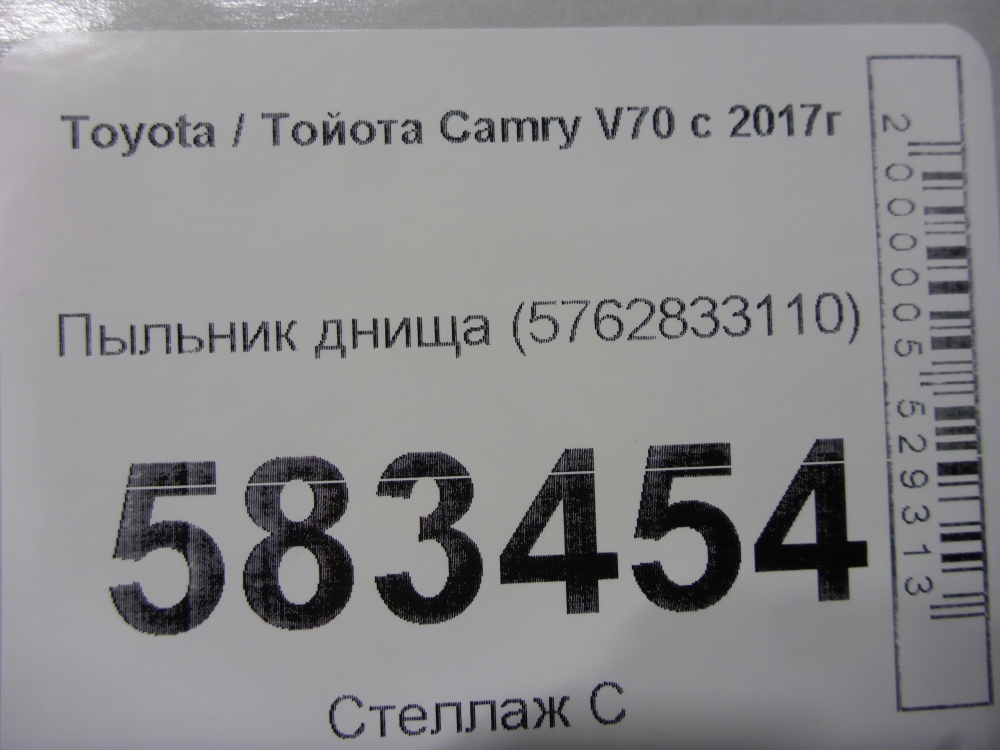 Toyota / Тойота Camry V70 с 2017г
Пыльник днища (5762833110)
583454
Стеллаж С
2000005529313